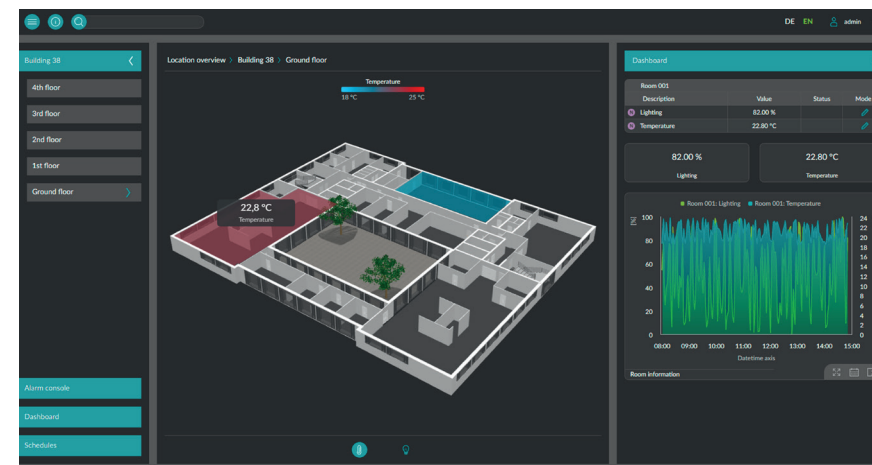 DE EN admin
Building 38
4th floor
3rd floor
2nd floor
1st floor
Ground floor
Alarm console
Dashboard
Schedules
Location overview > Building 38 > Ground floor
Temperature
18 °C 25 °C
22,8 °C
Temperature
Dashboard
Room 001
Description Value Status Mode
N Lighting 82.00 %
N Temperature 22.80 °C
82.00 %
Lighting
22.80 °C
Temperature
Room 001: Lighting Room 001: Temperature
[%]
100
80
60
40
20
0
24
22
20
18
16
14
12
10
8
6
4
2
0
08:00 09:00 10:00 11:00 12:00 13:00 14:00 15:00
Datetime axis
Room information